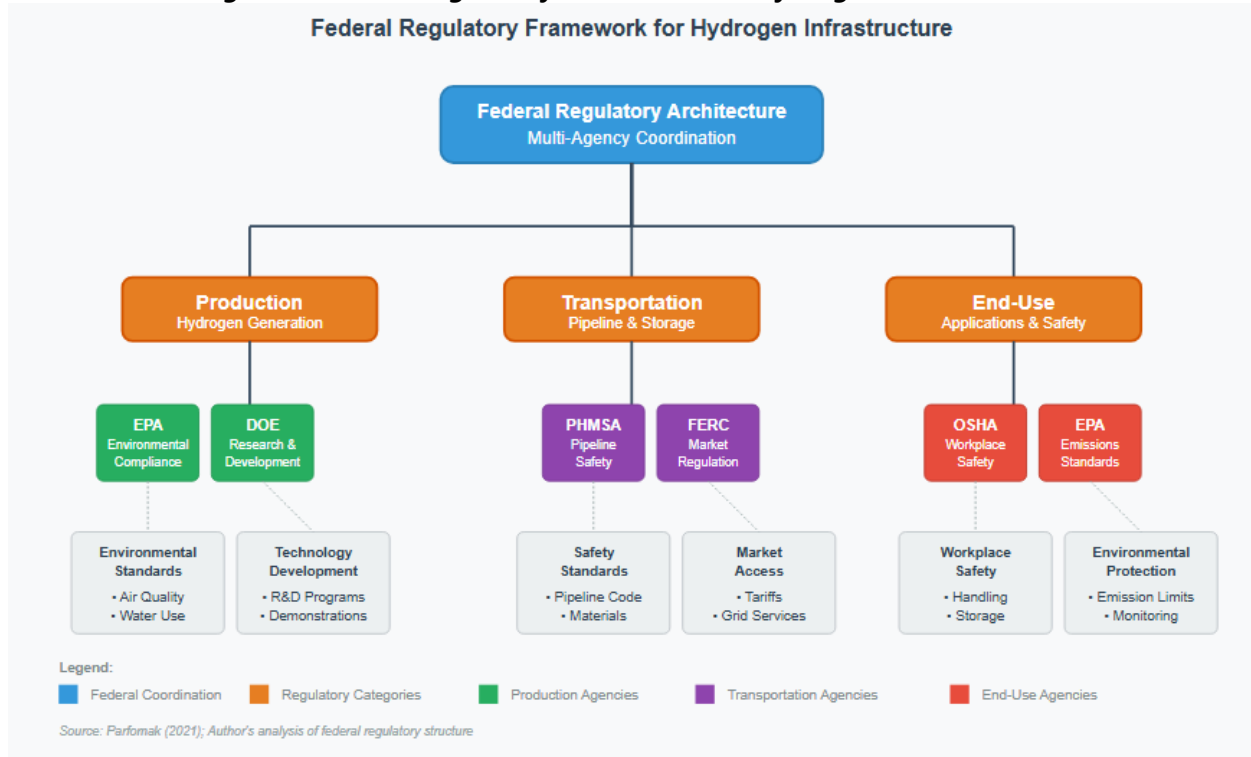 Federal Regulatory Framework for Hydrogen Infrastructure
Federal Regulatory Architecture
Multi-Agency Coordination
Production
Hydrogen Generation
Transportation
Pipeline & Storage
End-Use
Applications & Safety
EPA
Environmental
Compliance
DOE
Research &
Development
PHMSA
Pipeline
Safety
FERC
Market
Regulation
OSHA
Workplace
Safety
EPA
Emissions
Standards
Environmental
Standards
• Air Quality
• Water Use
Technology
Development
• R&D Programs
• Demonstrations
Safety
Standards
• Pipeline Code
• Materials
Market
Access
• Tariffs
• Grid Services
Workplace
Safety
• Handling
• Storage
Environmental
Protection
• Emission Limits
• Monitoring
Legend:
Federal Coordination
Regulatory Categories
Production Agencies
Transportation Agencies
End-Use Agencies
Source: Parfomak (2021); Author's analysis of federal regulatory structure